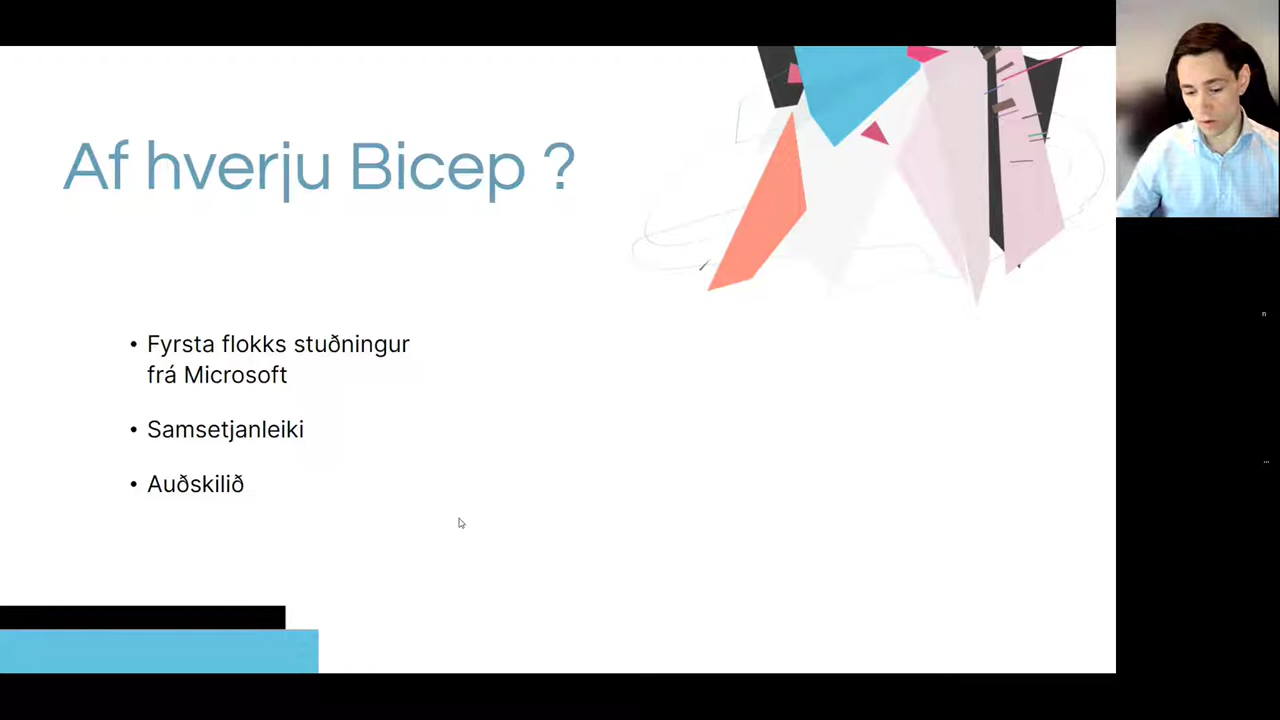 Af hverju Bicep ?
• Fyrsta flokks stuðningur
frá Microsoft
• Samsetjanleiki
• Auðskilið
n
...